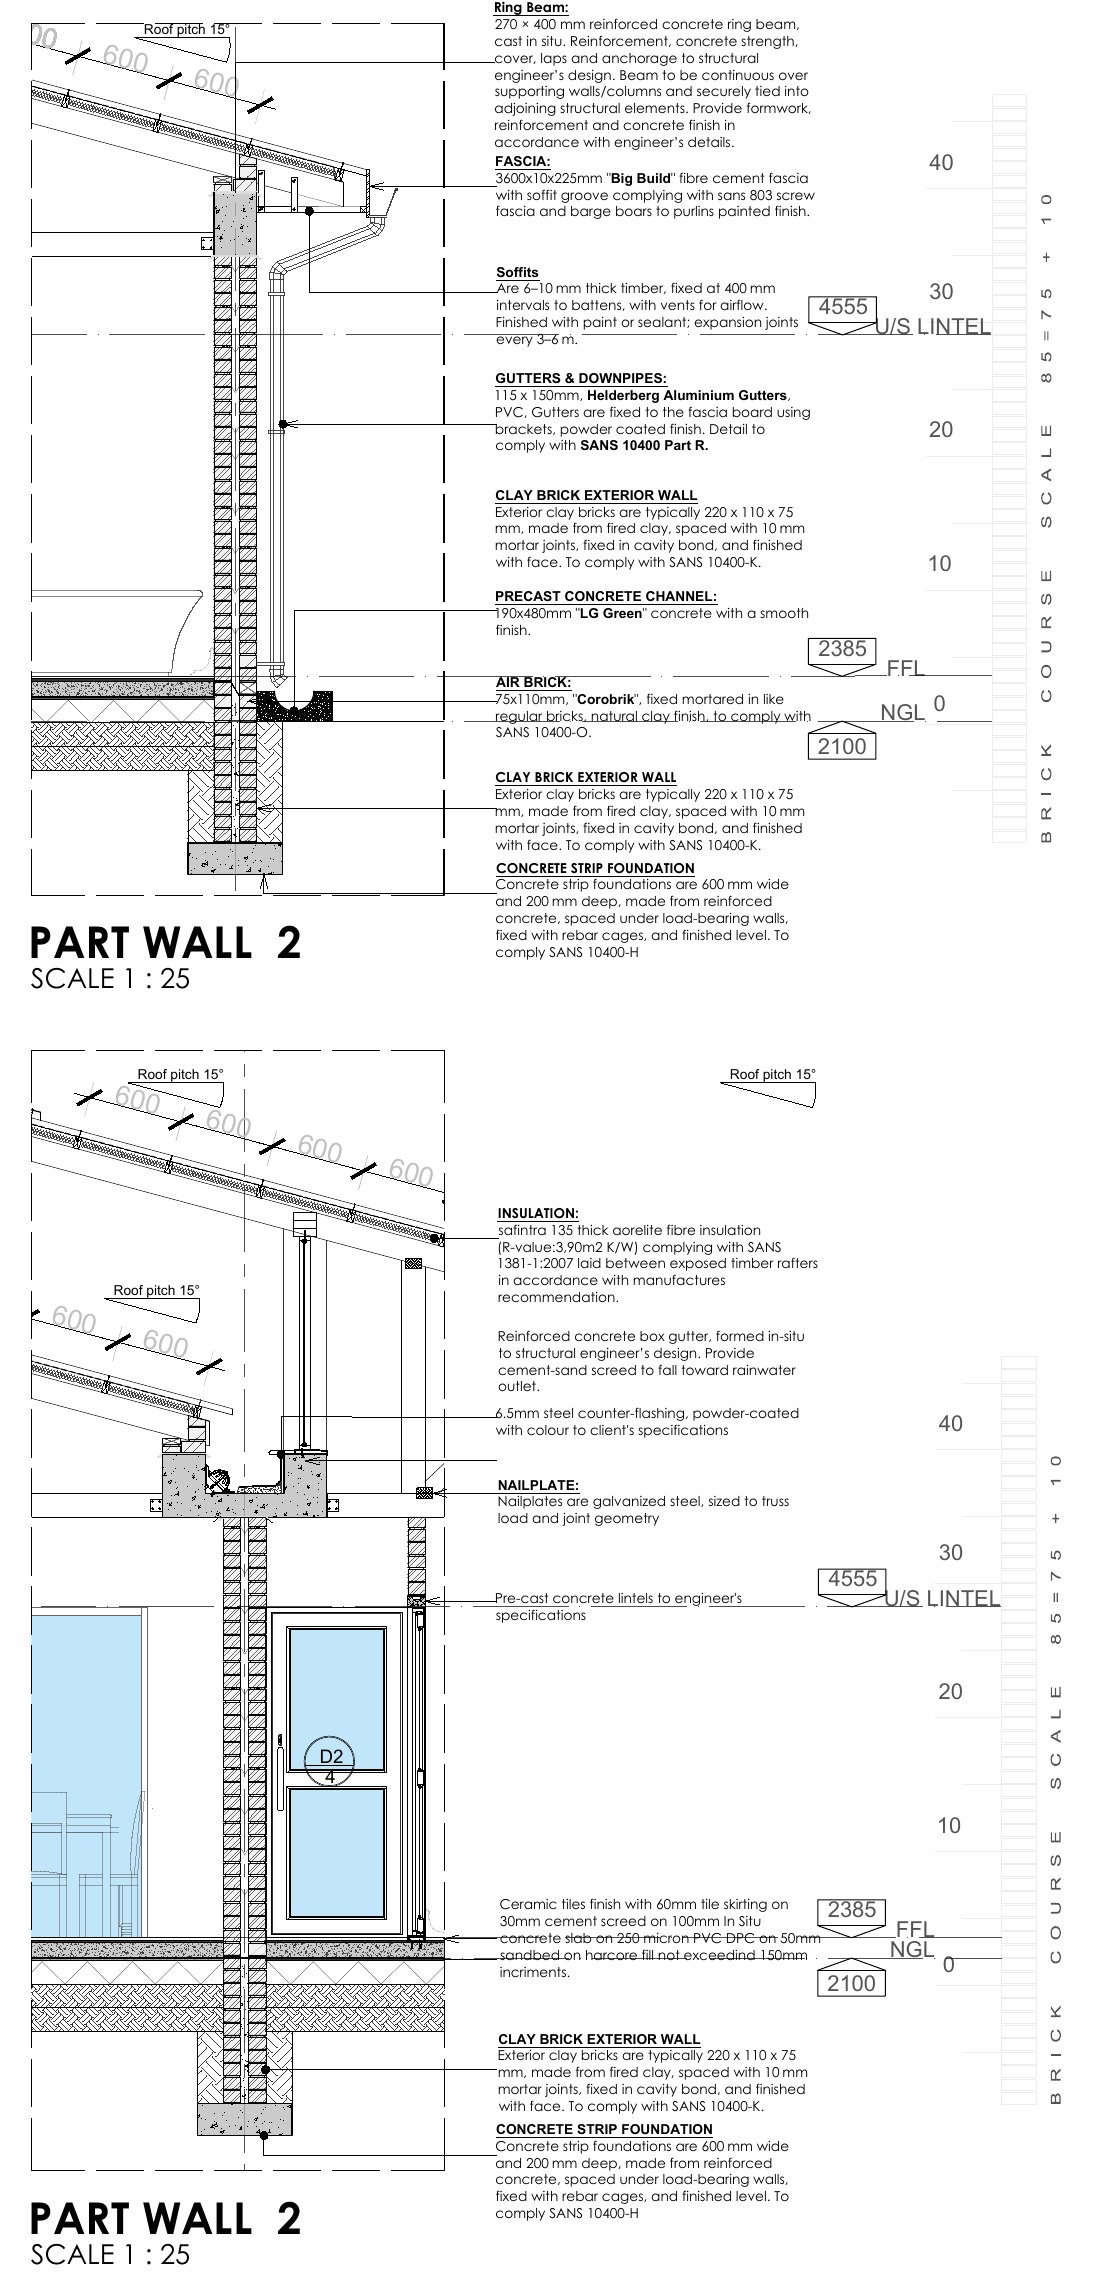 Ring Beam:
270 × 400 mm reinforced concrete ring beam,
cast in situ. Reinforcement, concrete strength,
cover, laps and anchorage to structural
engineer's design. Beam to be continuous over
supporting walls/columns and securely tied into
adjoining structural elements. Provide formwork,
reinforcement and concrete finish in
accordance with engineer's details.
FASCIA:
3600x10x225mm "Big Build" fibre cement fascia
with soffit groove complying with sans 803 screw
fascia and barge boars to purlins painted finish.
Soffits
Are 6–10 mm thick timber, fixed at 400 mm
intervals to battens, with vents for airflow.
Finished with paint or sealant; expansion joints
every 3–6 m.
GUTTERS & DOWNPIPES:
115 x 150mm, Helderberg Aluminium Gutters,
PVC, Gutters are fixed to the fascia board using
brackets, powder coated finish. Detail to
comply with SANS 10400 Part R.
CLAY BRICK EXTERIOR WALL
Exterior clay bricks are typically 220 x 110 x 75
mm, made from fired clay, spaced with 10 mm
mortar joints, fixed in cavity bond, and finished
with face. To comply with SANS 10400-K.
PRECAST CONCRETE CHANNEL:
190x480mm "LG Green" concrete with a smooth
finish.
AIR BRICK:
75x110mm, "Corobrik", fixed mortared in like
regular bricks, natural clay finish, to comply with
SANS 10400-O.
CLAY BRICK EXTERIOR WALL
Exterior clay bricks are typically 220 x 110 x 75
mm, made from fired clay, spaced with 10 mm
mortar joints, fixed in cavity bond, and finished
with face. To comply with SANS 10400-K.
CONCRETE STRIP FOUNDATION
Concrete strip foundations are 600 mm wide
and 200 mm deep, made from reinforced
concrete, spaced under load-bearing walls,
fixed with rebar cages, and finished level. To
comply SANS 10400-H
Roof pitch 15°
600
600
40
30
4555
U/S LINTEL
20
10
2385
FFL
NGL
0
2100
BRICK COURSE SCALE 85=75 + 10
PART WALL 2
SCALE 1 : 25
Roof pitch 15°
600
600
600
600
Roof pitch 15°
Roof pitch 15°
600
600
INSULATION:
safintra 135 thick aorelite fibre insulation
(R-value:3,90m2 K/W) complying with SANS
1381-1:2007 laid between exposed timber rafters
in accordance with manufactures
recommendation.
Reinforced concrete box gutter, formed in-situ
to structural engineer's design. Provide
cement-sand screed to fall toward rainwater
outlet.
6.5mm steel counter-flashing, powder-coated
with colour to client's specifications
NAILPLATE:
Nailplates are galvanized steel, sized to truss
load and joint geometry
Pre-cast concrete lintels to engineer's
specifications
D2
4
Ceramic tiles finish with 60mm tile skirting on
30mm cement screed on 100mm In Situ
concrete slab on 250 micron PVC DPC on 50mm
sandbed on harcore fill not exceedind 150mm
incriments.
CLAY BRICK EXTERIOR WALL
Exterior clay bricks are typically 220 x 110 x 75
mm, made from fired clay, spaced with 10 mm
mortar joints, fixed in cavity bond, and finished
with face. To comply with SANS 10400-K.
CONCRETE STRIP FOUNDATION
Concrete strip foundations are 600 mm wide
and 200 mm deep, made from reinforced
concrete, spaced under load-bearing walls,
fixed with rebar cages, and finished level. To
comply SANS 10400-H
40
30
4555
U/S LINTEL
20
10
2385
FFL
NGL
0
2100
BRICK COURSE SCALE 85=75 + 10
PART WALL 2
SCALE 1 : 25